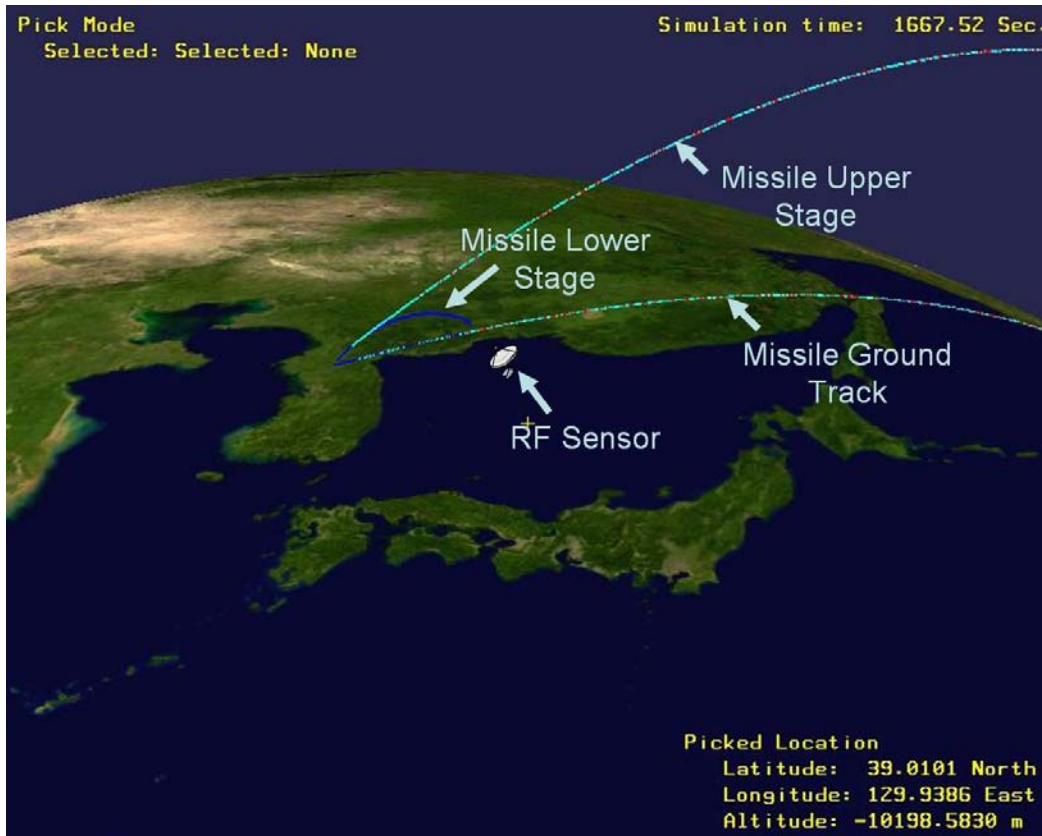 Pick Mode
Selected: Selected: None
Simulation time: 1667.52 Sec.
Missile Upper
Stage
Missile Lower
Stage
Missile Ground
Track
RF Sensor
Picked Location
Latitude: 39.0101 North
Longitude: 129.9386 East
Altitude: -10198.5830 m